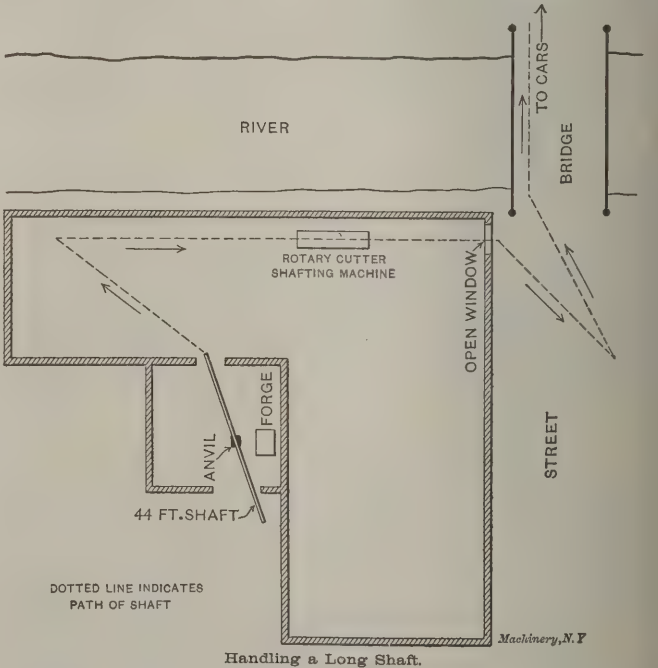 TO CARS
BRIDGE
RIVER
ROTARY CUTTER
SHAFTING MACHINE
OPEN WINDOW
FORGE
ANVIL
STREET
44 FT. SHAFT
DOTTED LINE INDICATES
PATH OF SHAFT
Machinery, N.Y
Handling a Long Shaft.